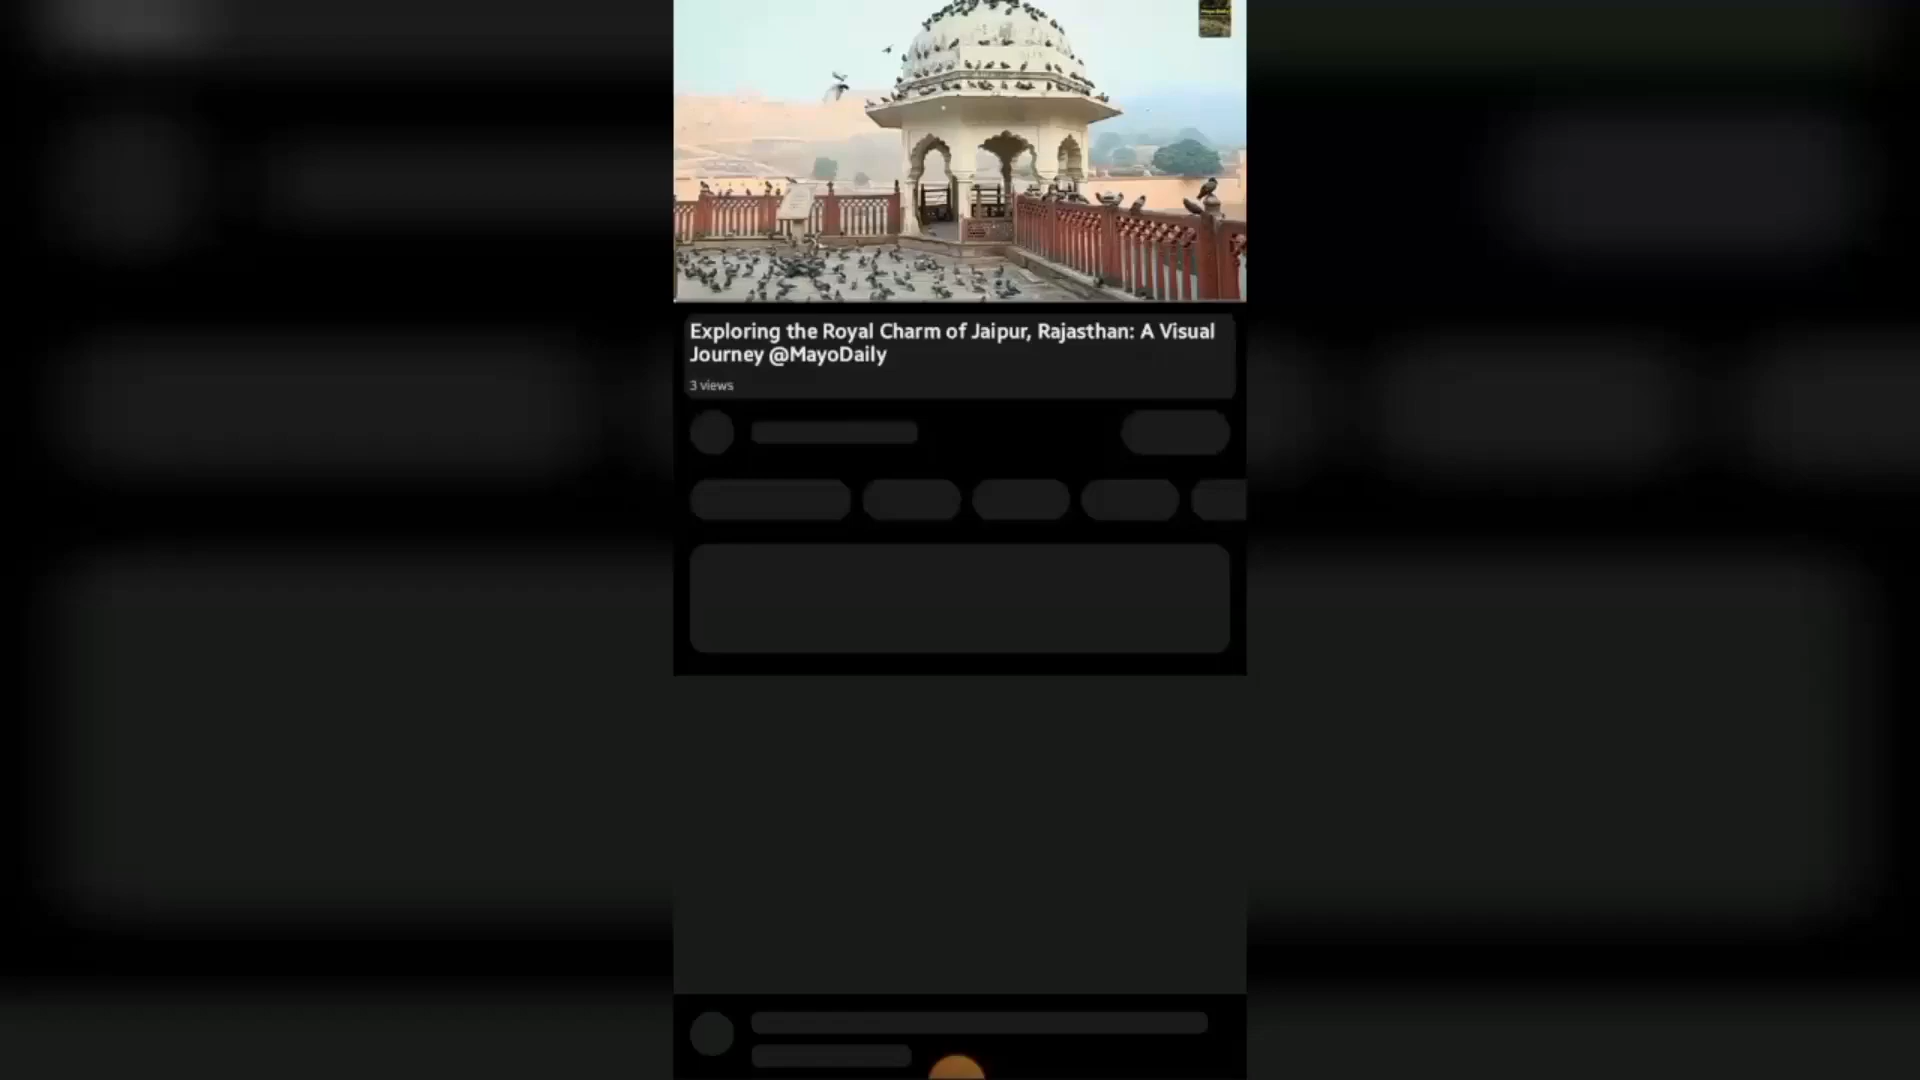 Exploring the Royal Charm of Jaipur, Rajasthan: A Visual
Journey @MayoDaily
3 views